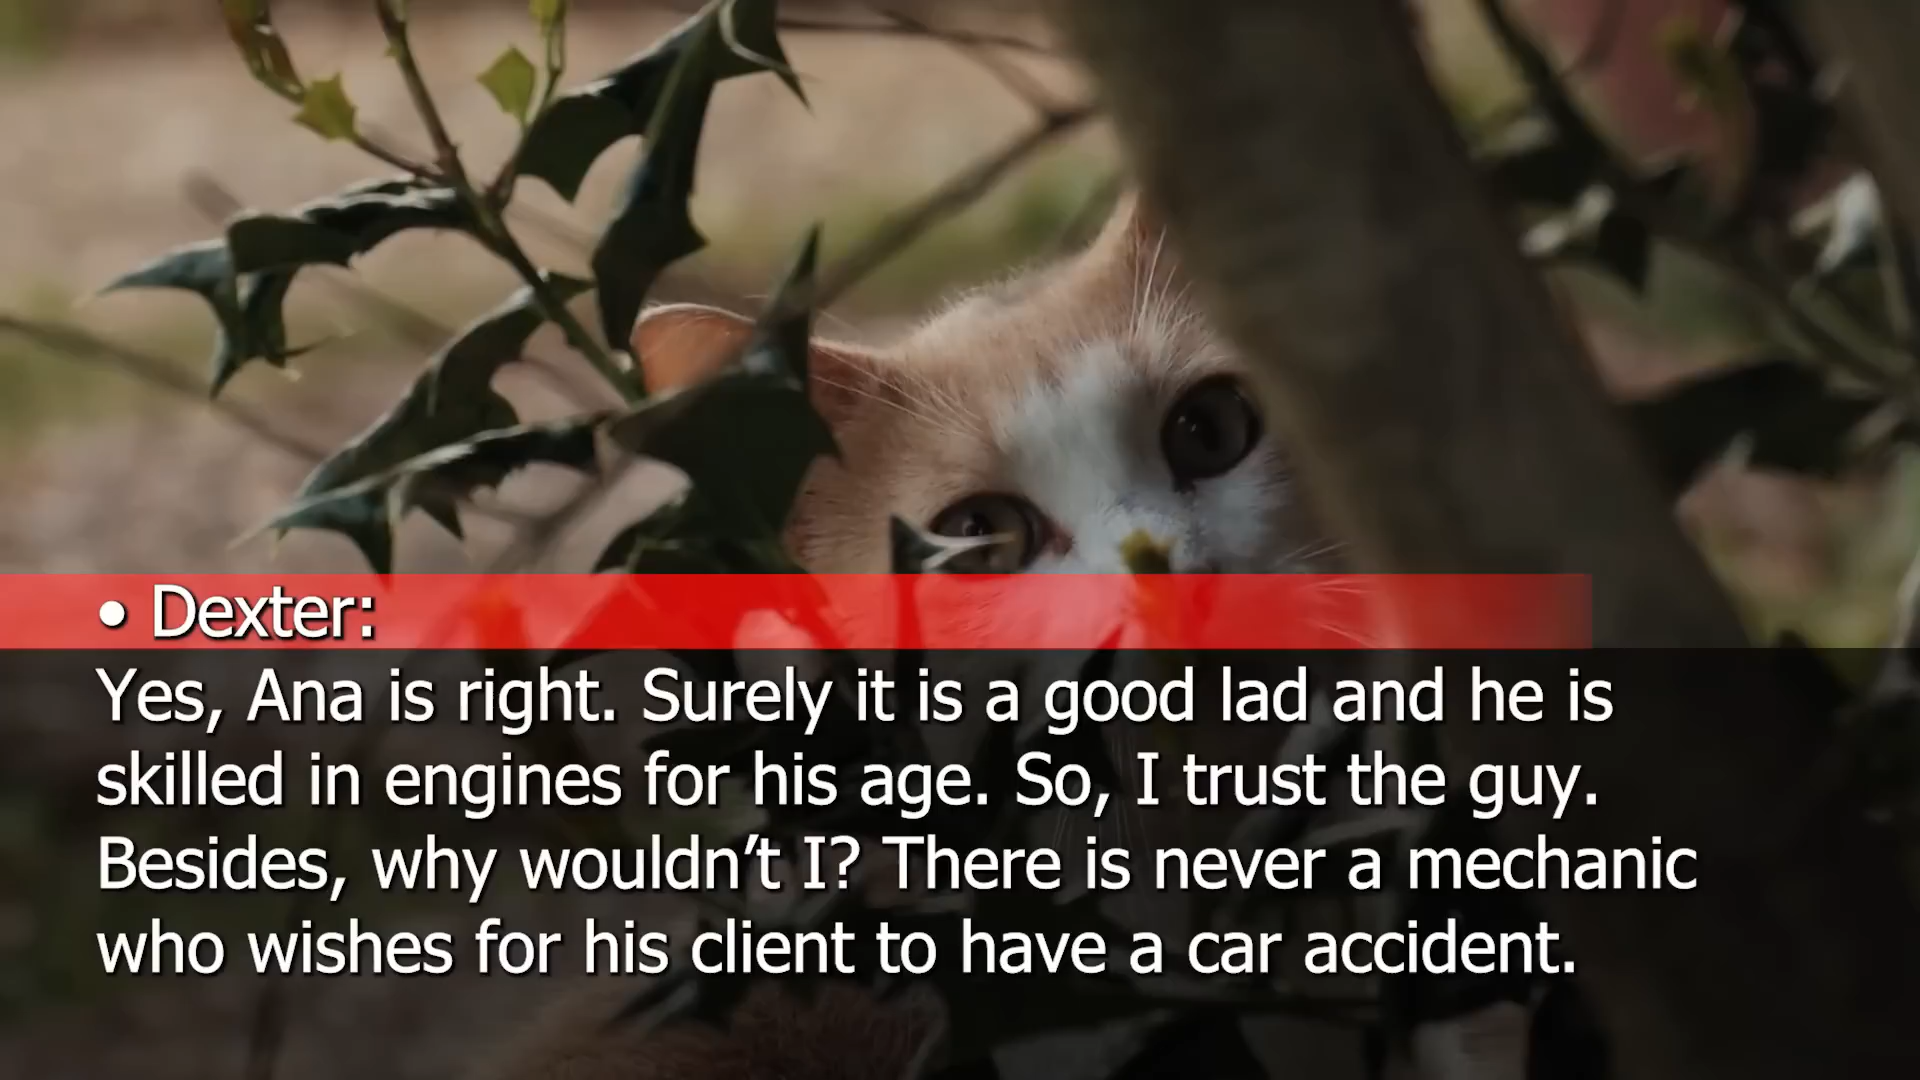 • Dexter:
Yes, Ana is right. Surely it is a good lad and he is
skilled in engines for his age. So, I trust the guy.
Besides, why wouldn’t I? There is never a mechanic
who wishes for his client to have a car accident.